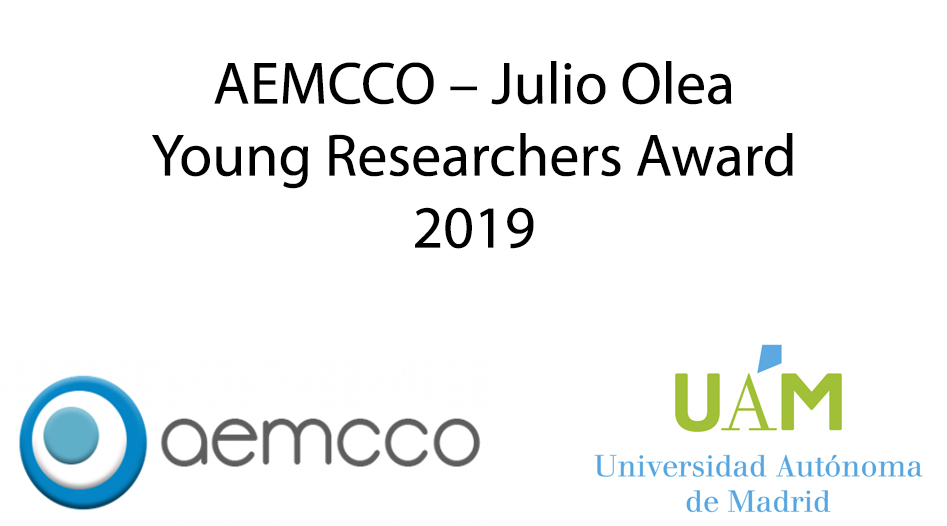 AEMCCO – Julio Olea
Young Researchers Award
2019
aemcco
UAM
Universidad Autónoma
de Madrid